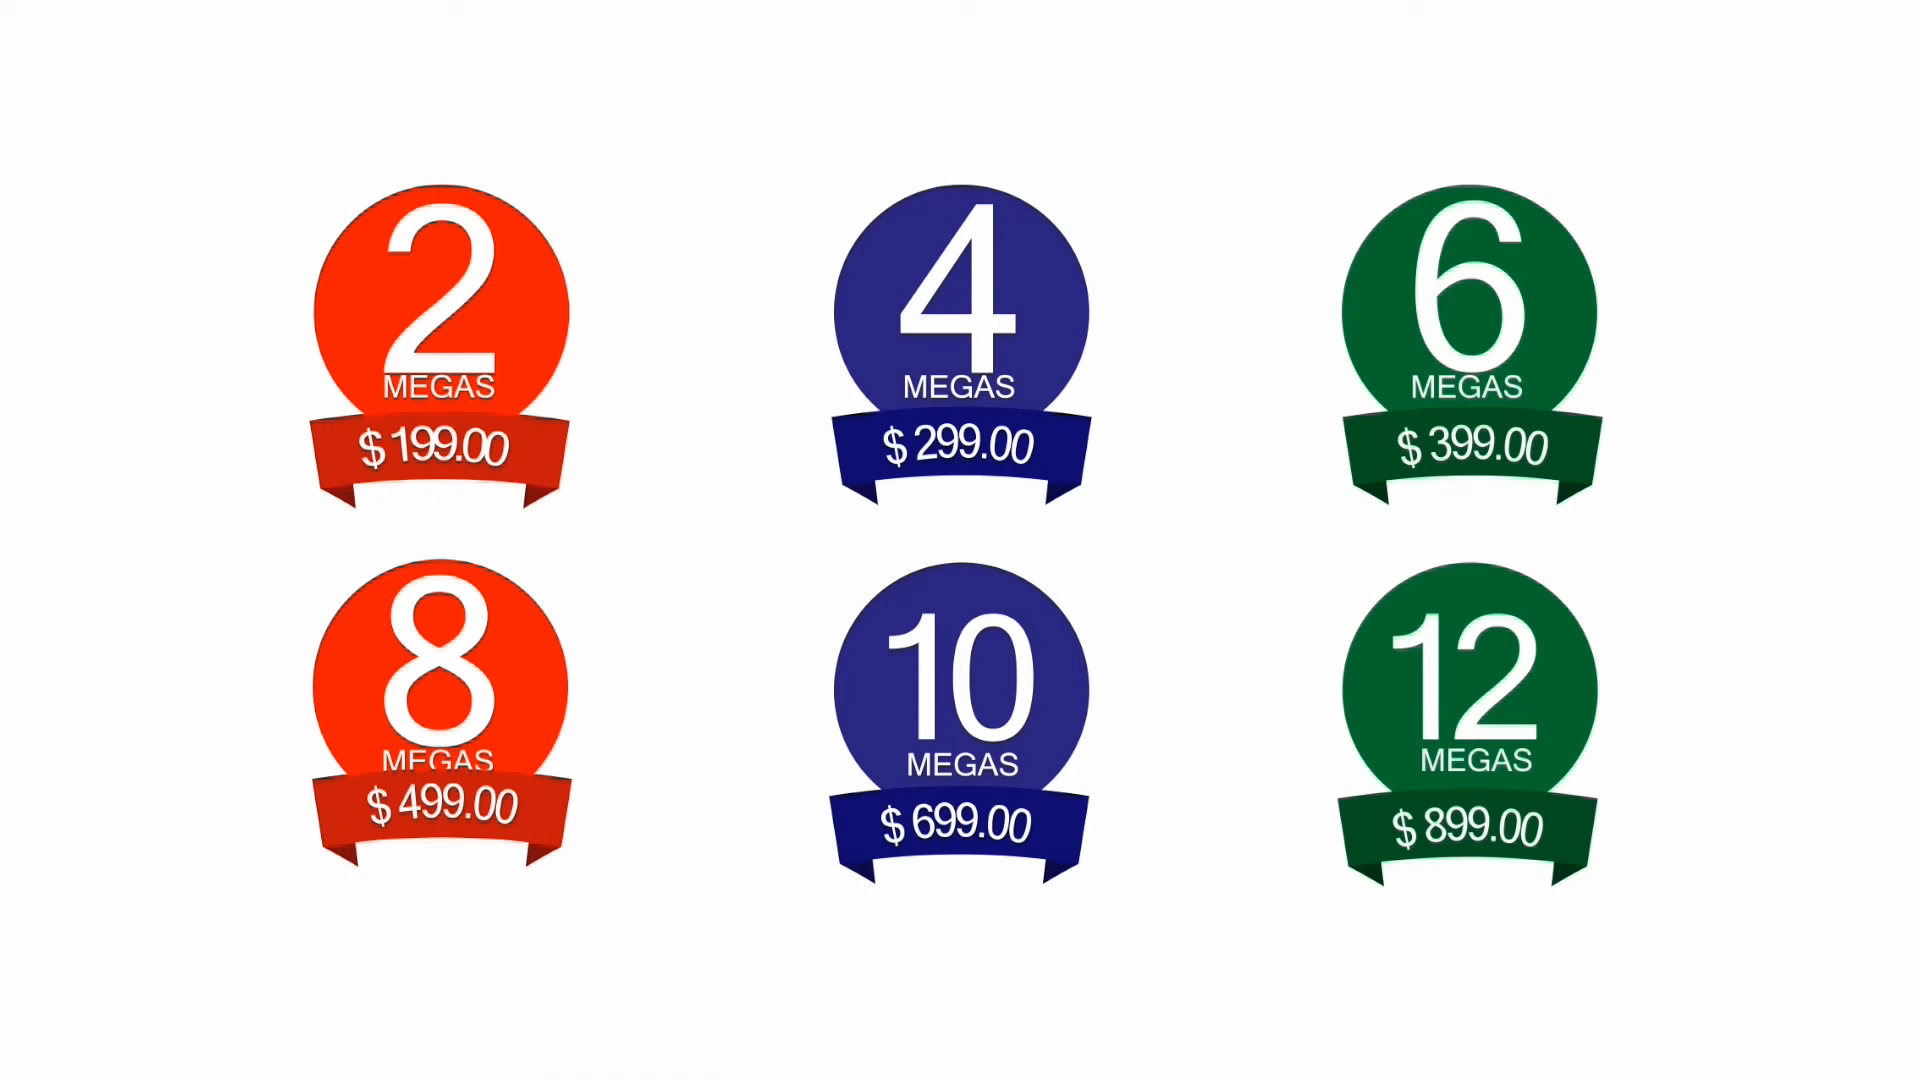 2
MEGAS
$ 199.00
4
MEGAS
$ 299.00
6
MEGAS
$ 399.00
8
MEGAS
$ 499.00
10
MEGAS
$ 699.00
12
MEGAS
$ 899.00